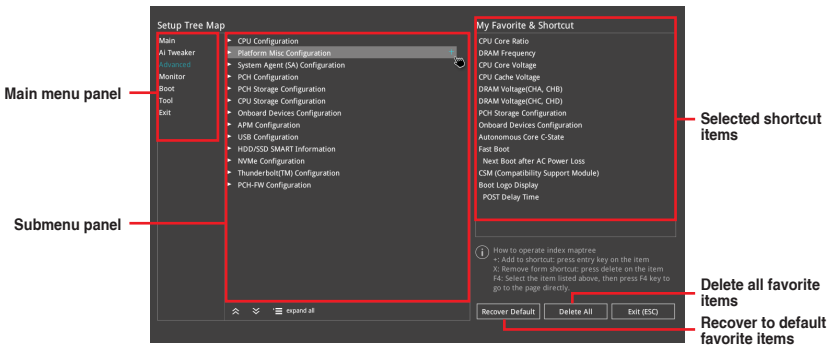 Setup Tree Map
My Favorite & Shortcut
Main
Ai Tweaker
Advanced
Monitor
Boot
Tool
Exit
CPU Configuration
Platform Misc Configuration
System Agent (SA) Configuration
PCH Configuration
PCH Storage Configuration
CPU Storage Configuration
Onboard Devices Configuration
APM Configuration
USB Configuration
HDD/SSD SMART Information
NVMe Configuration
Thunderbolt(TM) Configuration
PCH-FW Configuration
CPU Core Ratio
DRAM Frequency
CPU Core Voltage
CPU Cache Voltage
DRAM Voltage(CHA, CHB)
DRAM Voltage(CHC, CHD)
PCH Storage Configuration
Onboard Devices Configuration
Autonomous Core C-State
Fast Boot
Next Boot after AC Power Loss
CSM (Compatibility Support Module)
Boot Logo Display
POST Delay Time
How to operate index maptree
+: Add to shortcut: press entry key on the item
X: Remove form shortcut: press delete on the item
F4: Select the item listed above, then press F4 key to
go to the page directly.
expand all
Recover Default
Delete All
Exit (ESC)
Main menu panel
Submenu panel
Selected shortcut
items
Delete all favorite
items
Recover to default
favorite items